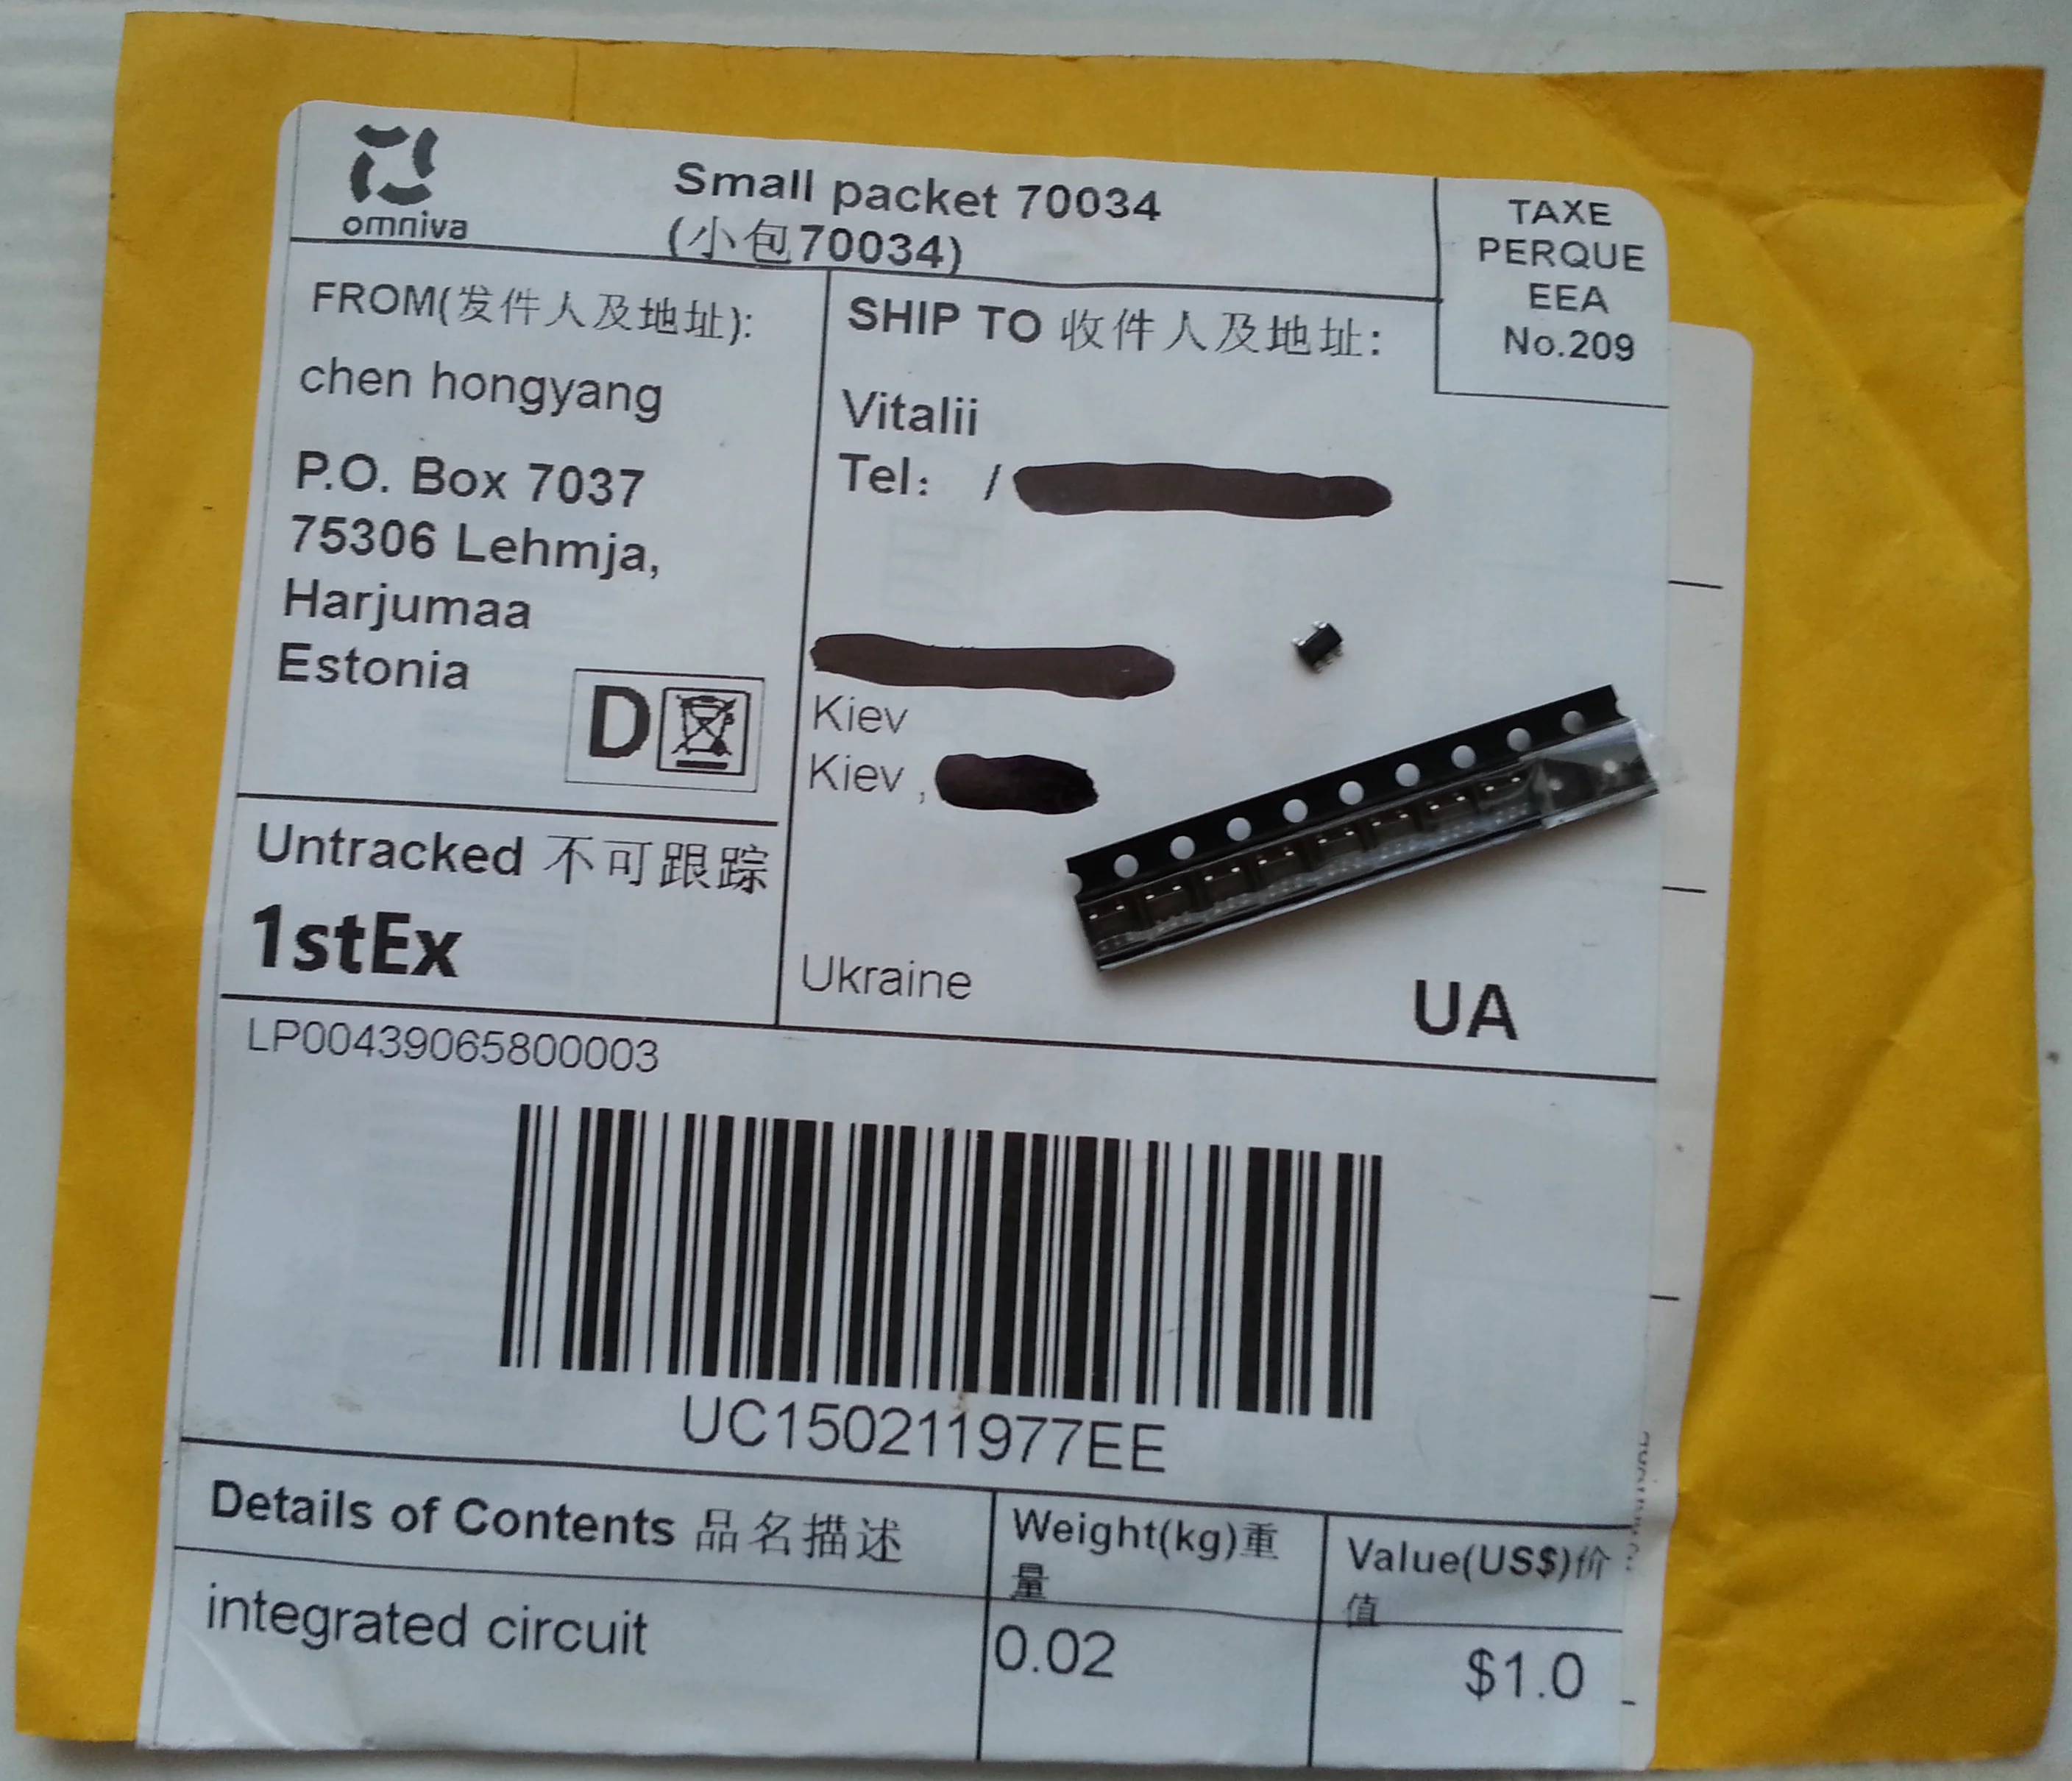 omniva
Small packet 70034
(小包70034)
TAXE
PERQUE
EEA
No.209
FROM(发件人及地址):
chen hongyang
P.O. Box 7037
75306 Lehmja,
Harjumaa
Estonia
D
SHIP TO 收件人及地址:
Vitalii
Tel: /
Kiev
Kiev ,
Ukraine
UA
Untracked 不可跟踪
1stEx
LP00439065800003
UC150211977EE
Details of Contents 品名描述
Weight(kg)重
量
Value(US$)价
值
integrated circuit
0.02
$1.0